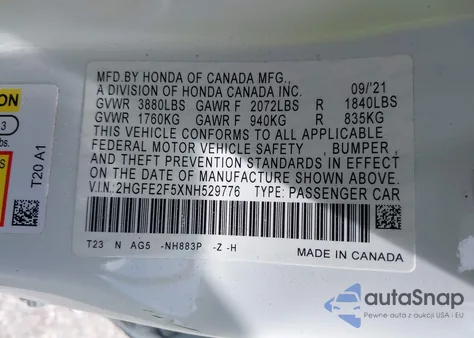 MFD.BY HONDA OF CANADA MFG.,
A DIVISION OF HONDA CANADA INC. 09/'21
GVWR 3880LBS GAWR F 2072LBS R 1840LBS
GVWR 1760KG GAWR F 940KG R 835KG
THIS VEHICLE CONFORMS TO ALL APPLICABLE
FEDERAL MOTOR VEHICLE SAFETY , BUMPER ,
AND THEFT PREVENTION STANDARDS IN EFFECT
ON THE DATE OF MANUFACTURE SHOWN ABOVE.
V.I.N: 2HGFE2F5XNH529776 TYPE: PASSENGER CAR
T23 N AG5 -NH883P -Z -H
MADE IN CANADA
3
T20 A1
autoSnap
Pewne auta z aukcji USA i EU